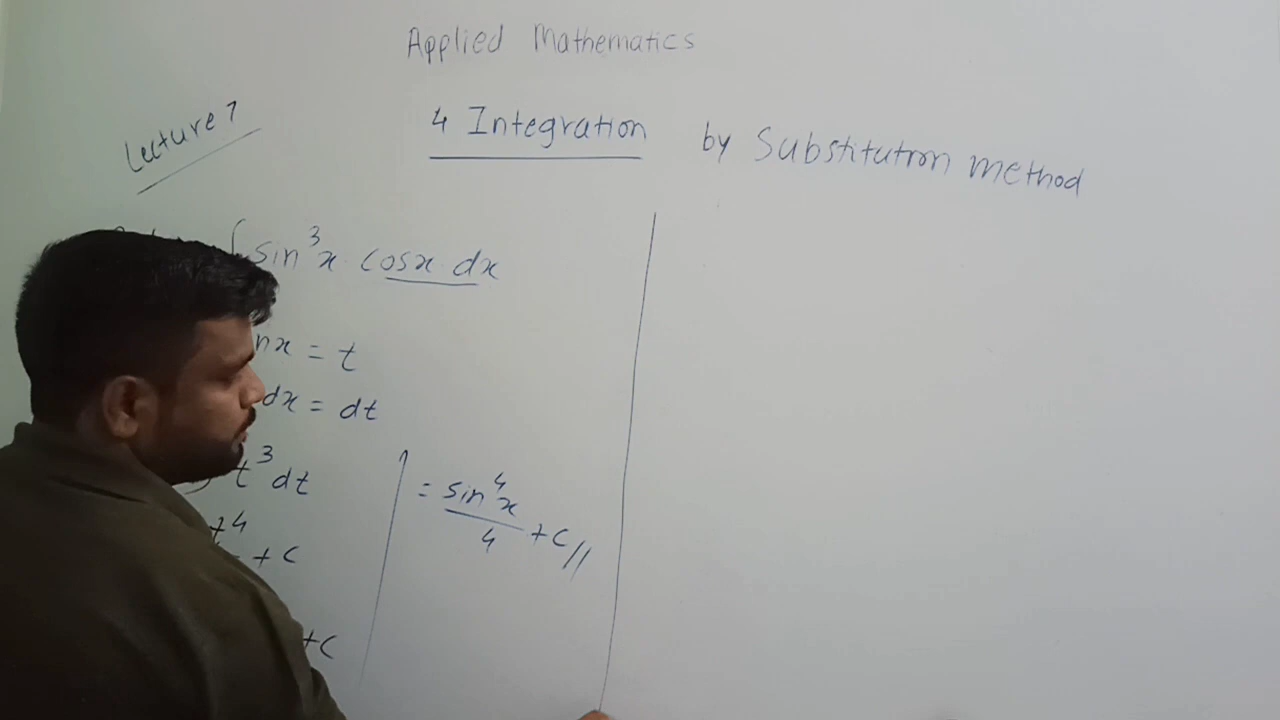 Applied Mathematics
Lecture 7
4 Integration by Substitution method
∫ sin³x cosx dx
nx = t
dx = dt
t³ dt
t⁴
+ c
+ c
= sin⁴x / 4 + c //